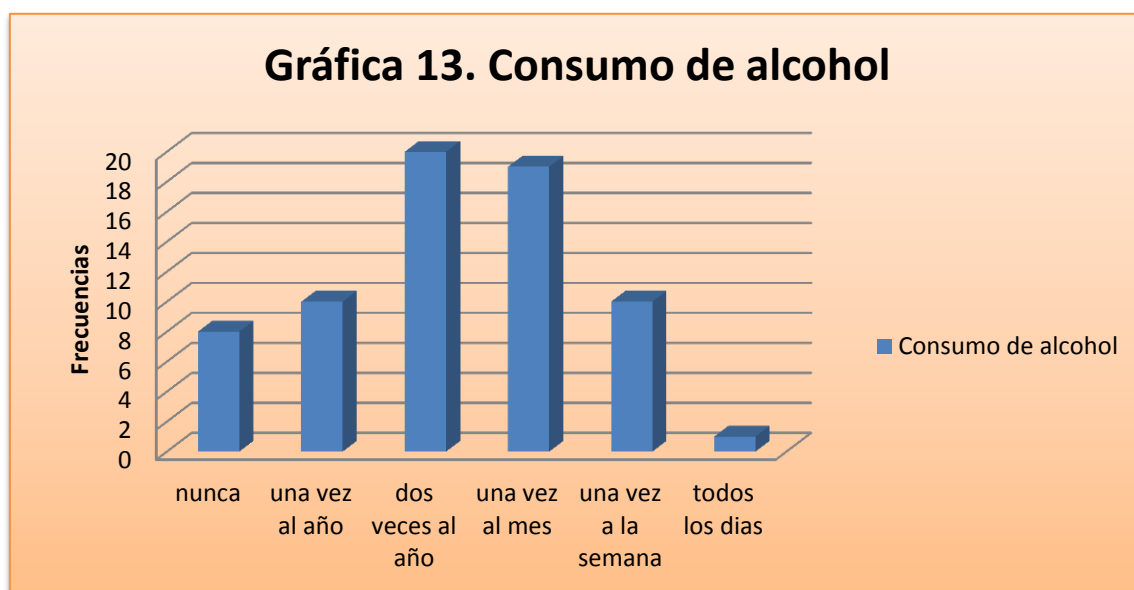 Gráfica 13. Consumo de alcohol
Frecuencias
20
18
16
14
12
10
8
6
4
2
0
nunca
una vez
al año
dos
veces al
año
una vez
al mes
una vez
a la
semana
todos
los dias
Consumo de alcohol